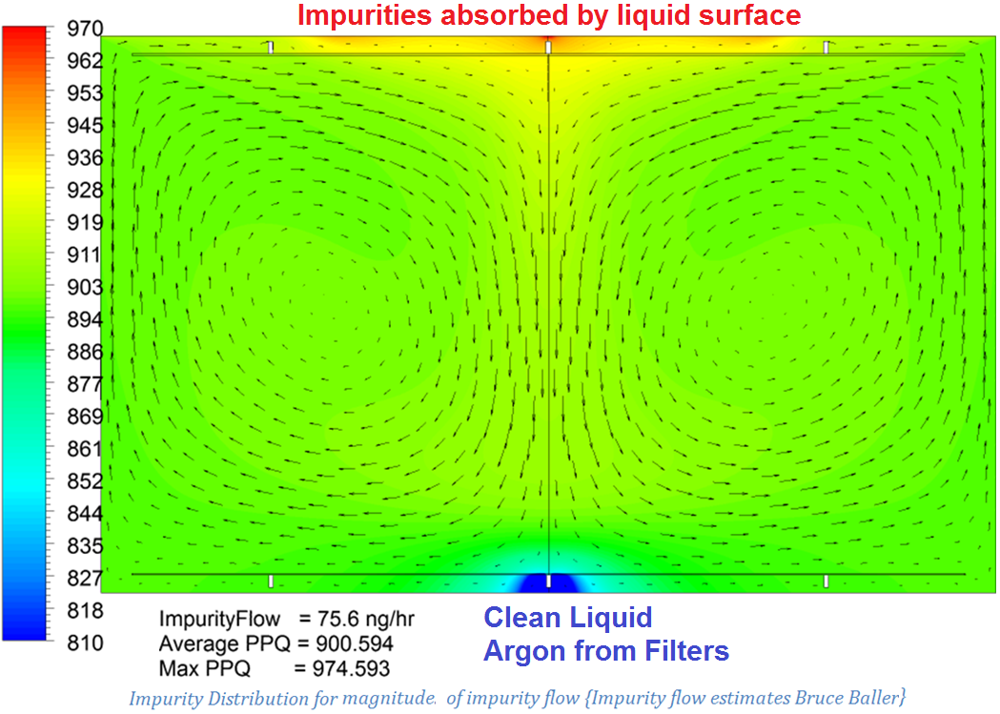 Impurities absorbed by liquid surface
970
962
953
945
936
928
919
911
903
894
886
877
869
861
852
844
835
827
818
810
ImpurityFlow = 75.6 ng/hr
Average PPQ = 900.594
Max PPQ = 974.593
Clean Liquid
Argon from Filters
Impurity Distribution for magnitude. of impurity flow {Impurity flow estimates Bruce Baller}